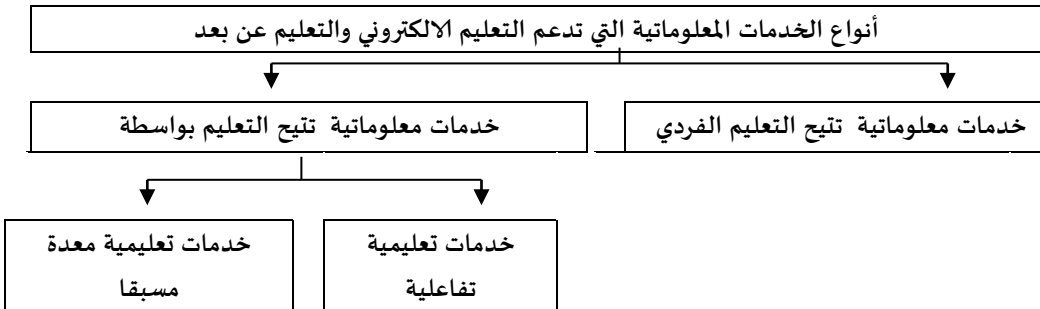 أنواع الخدمات المعلوماتية التي تدعم التعليم الالكتروني والتعليم عن بعد
خدمات معلوماتية تتيح التعليم الفردي
خدمات معلوماتية تتيح التعليم بواسطة
خدمات تعليمية
تفاعلية
خدمات تعليمية معدة
مسبقا